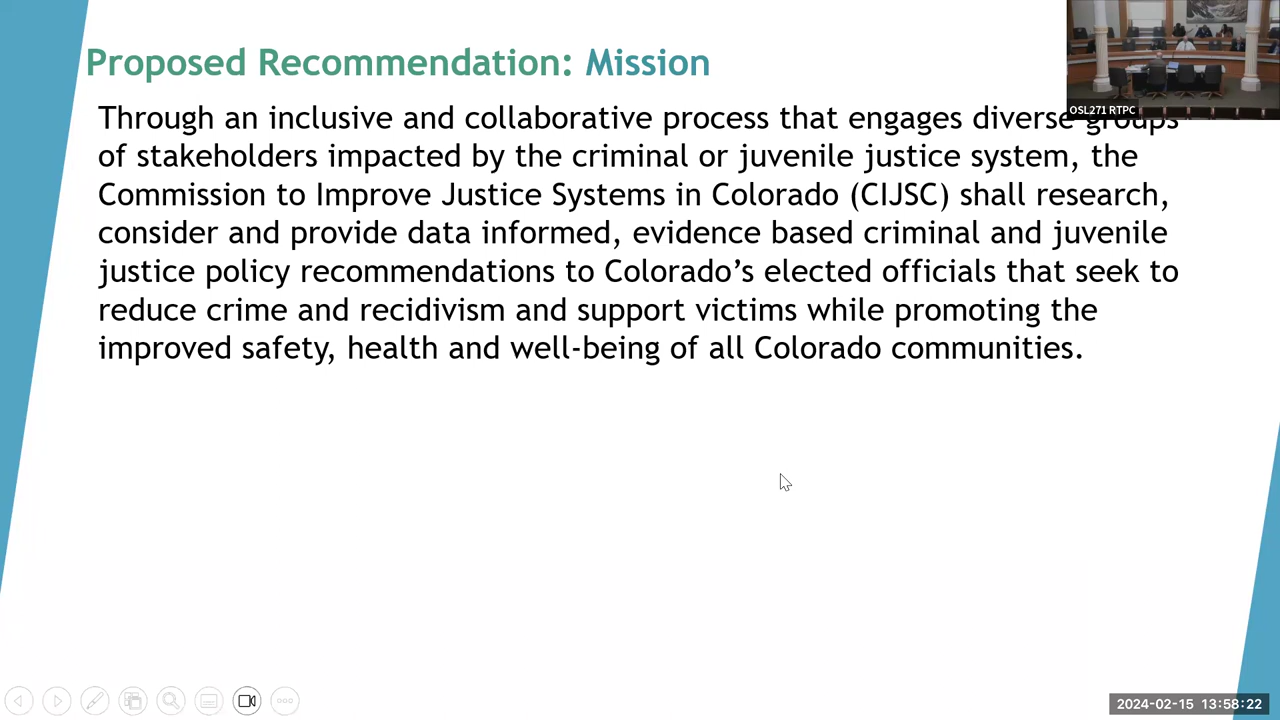 Proposed Recommendation: Mission
OSL271 RTPC
Through an inclusive and collaborative process that engages diverse groups
of stakeholders impacted by the criminal or juvenile justice system, the
Commission to Improve Justice Systems in Colorado (CIJSC) shall research,
consider and provide data informed, evidence based criminal and juvenile
justice policy recommendations to Colorado’s elected officials that seek to
reduce crime and recidivism and support victims while promoting the
improved safety, health and well-being of all Colorado communities.
2024-02-15 13:58:22